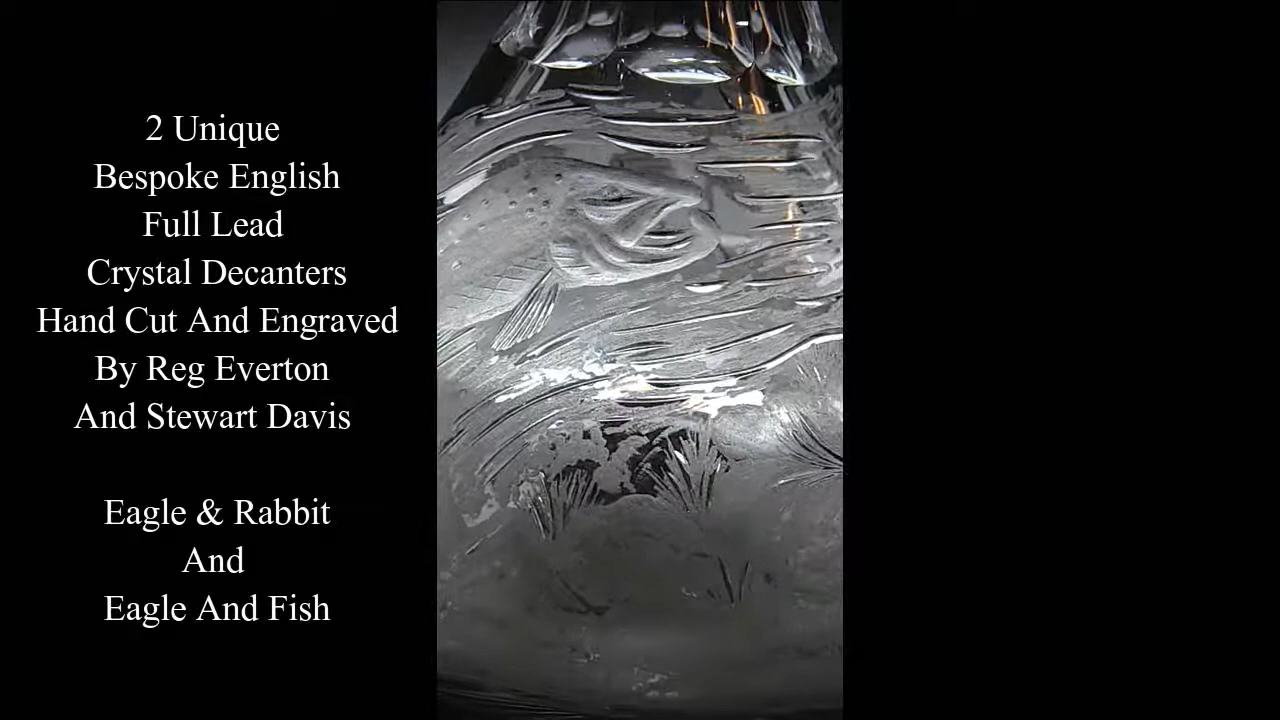 2 Unique
Bespoke English
Full Lead
Crystal Decanters
Hand Cut And Engraved
By Reg Everton
And Stewart Davis
Eagle & Rabbit
And
Eagle And Fish